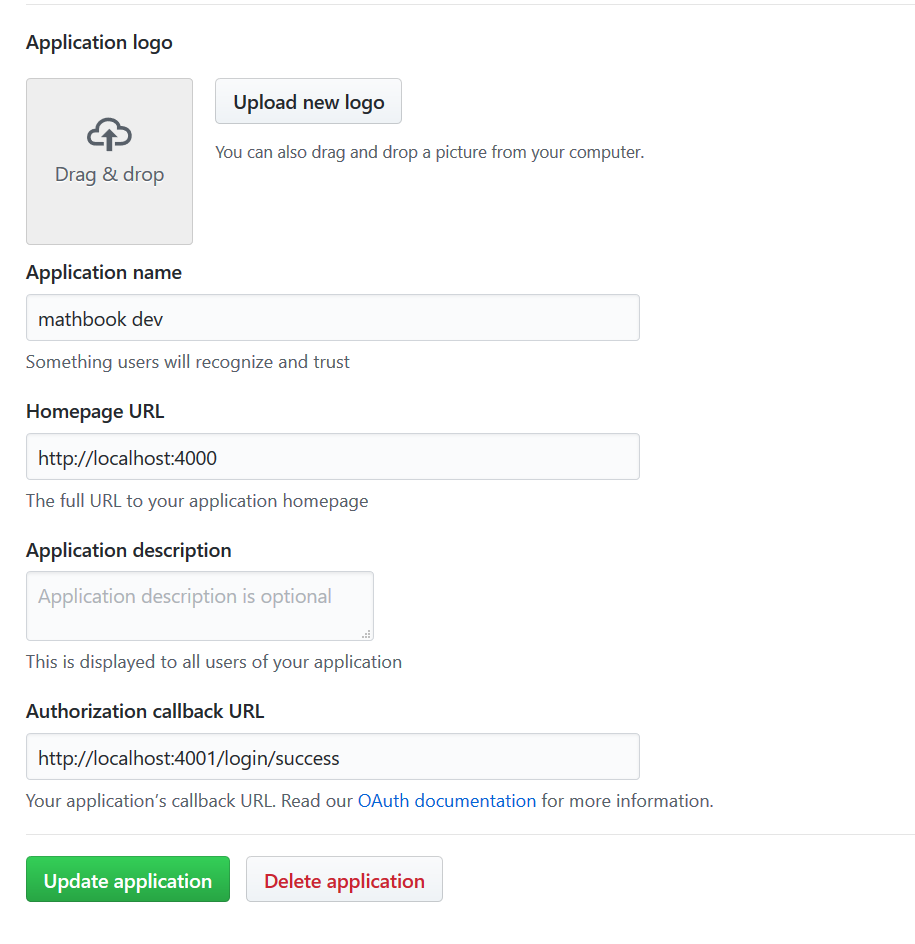 Application logo
Drag & drop
Upload new logo
You can also drag and drop a picture from your computer.
Application name
mathbook dev
Something users will recognize and trust
Homepage URL
http://localhost:4000
The full URL to your application homepage
Application description
Application description is optional
This is displayed to all users of your application
Authorization callback URL
http://localhost:4001/login/success
Your application’s callback URL. Read our OAuth documentation for more information.
Update application
Delete application